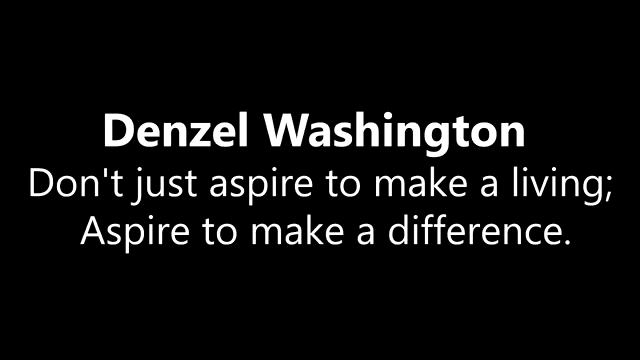 Denzel Washington
Don't just aspire to make a living;
Aspire to make a difference.